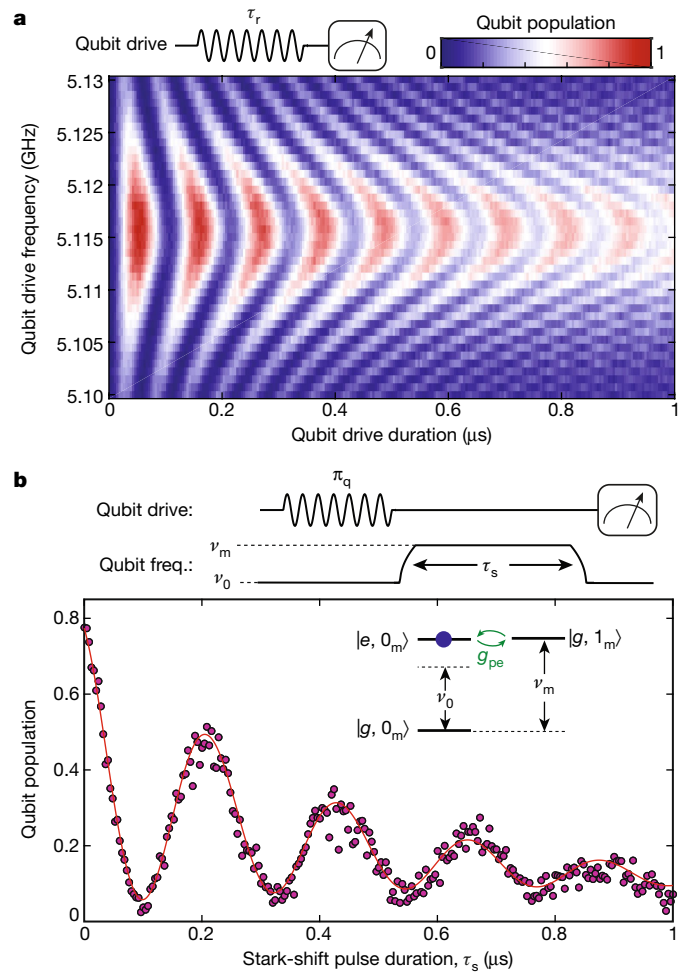 a
τr
Qubit drive
Qubit population
0
1
Qubit drive frequency (GHz)
5.13
5.125
5.12
5.115
5.11
5.105
5.10
0
0.2
0.4
0.6
0.8
1
Qubit drive duration (μs)
b
πq
Qubit drive:
Qubit freq.:
νm
ν0
τs
Qubit population
0.8
0.6
0.4
0.2
0
|e, 0m⟩
|g, 1m⟩
gpe
ν0
νm
|g, 0m⟩
0
0.2
0.4
0.6
0.8
1
Stark-shift pulse duration, τs (μs)